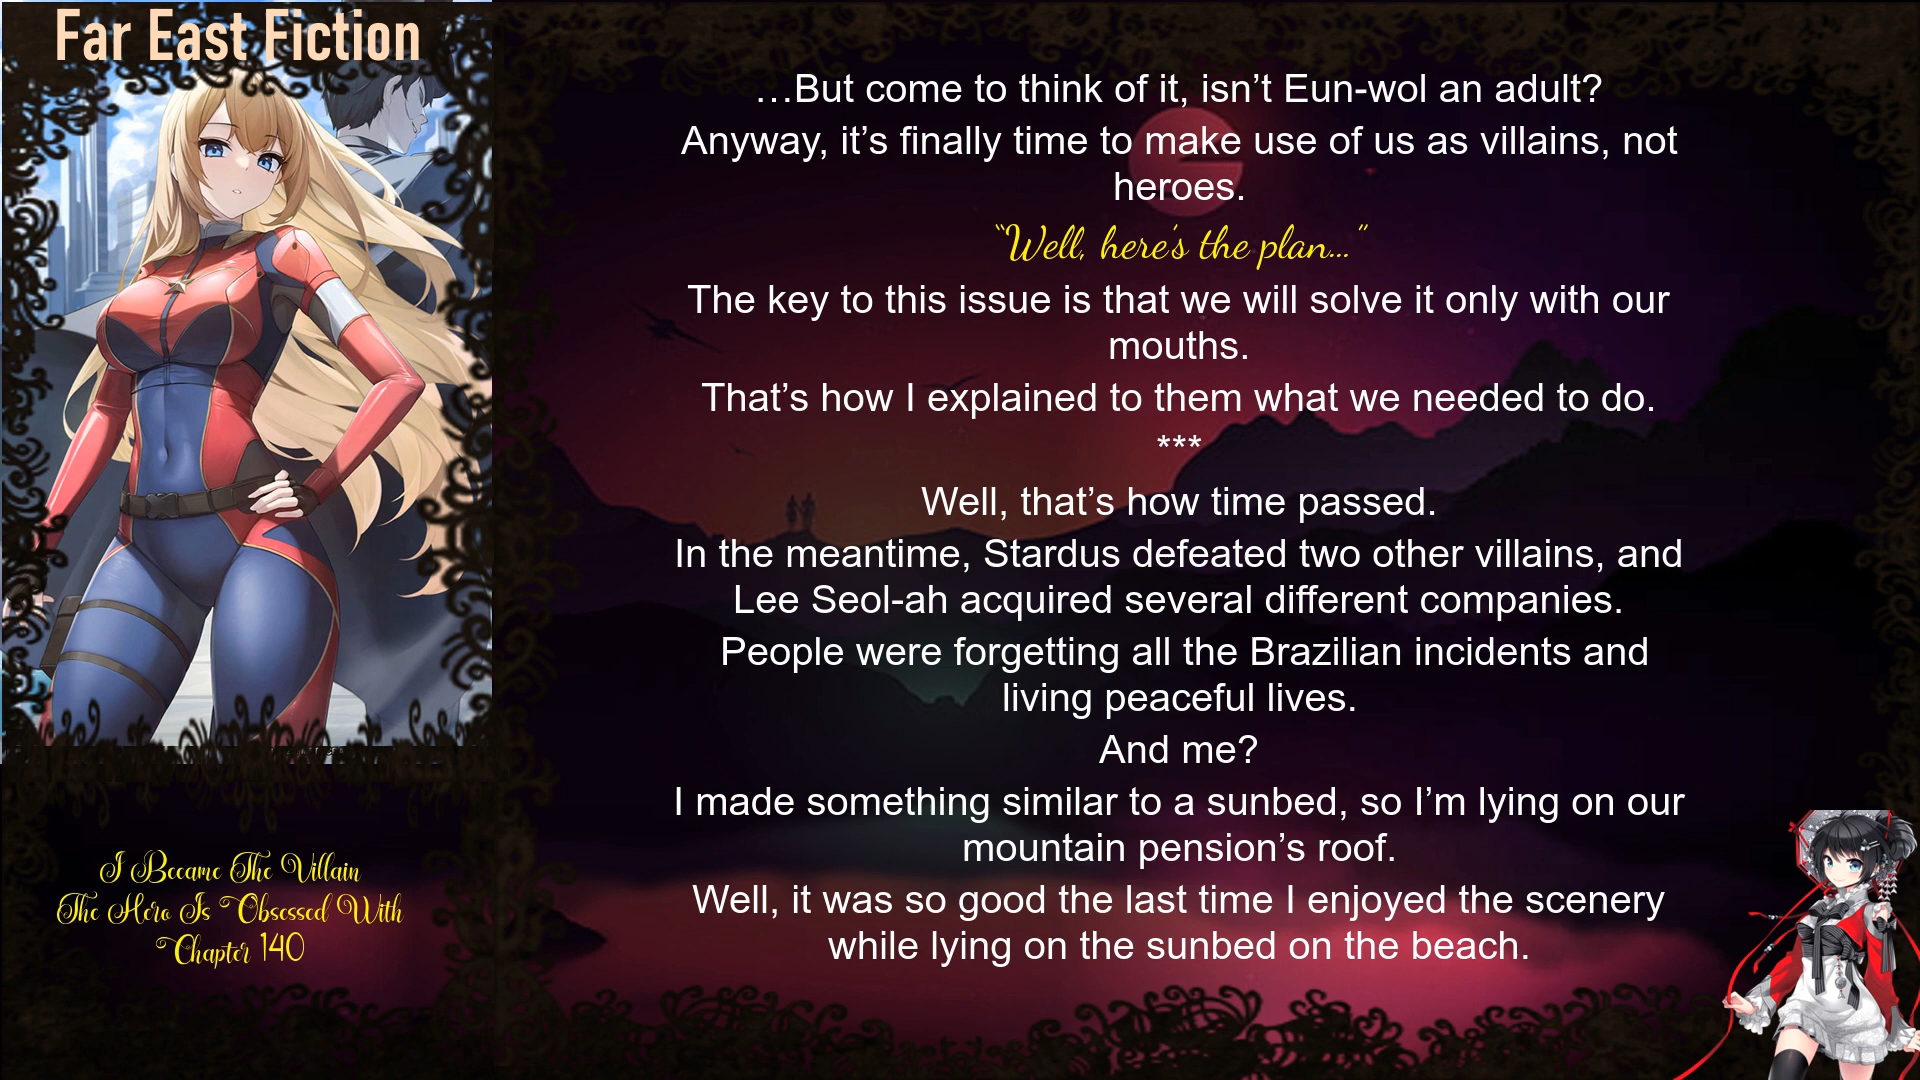 Far East Fiction
…But come to think of it, isn’t Eun-wol an adult?
Anyway, it’s finally time to make use of us as villains, not
heroes.
“Well, here’s the plan…”
The key to this issue is that we will solve it only with our
mouths.
That’s how I explained to them what we needed to do.
***
Well, that’s how time passed.
In the meantime, Stardus defeated two other villains, and
Lee Seol-ah acquired several different companies.
People were forgetting all the Brazilian incidents and
living peaceful lives.
And me?
I made something similar to a sunbed, so I’m lying on our
mountain pension’s roof.
Well, it was so good the last time I enjoyed the scenery
while lying on the sunbed on the beach.
I Became The Villain
The Hero Is Obsessed With
Chapter 140